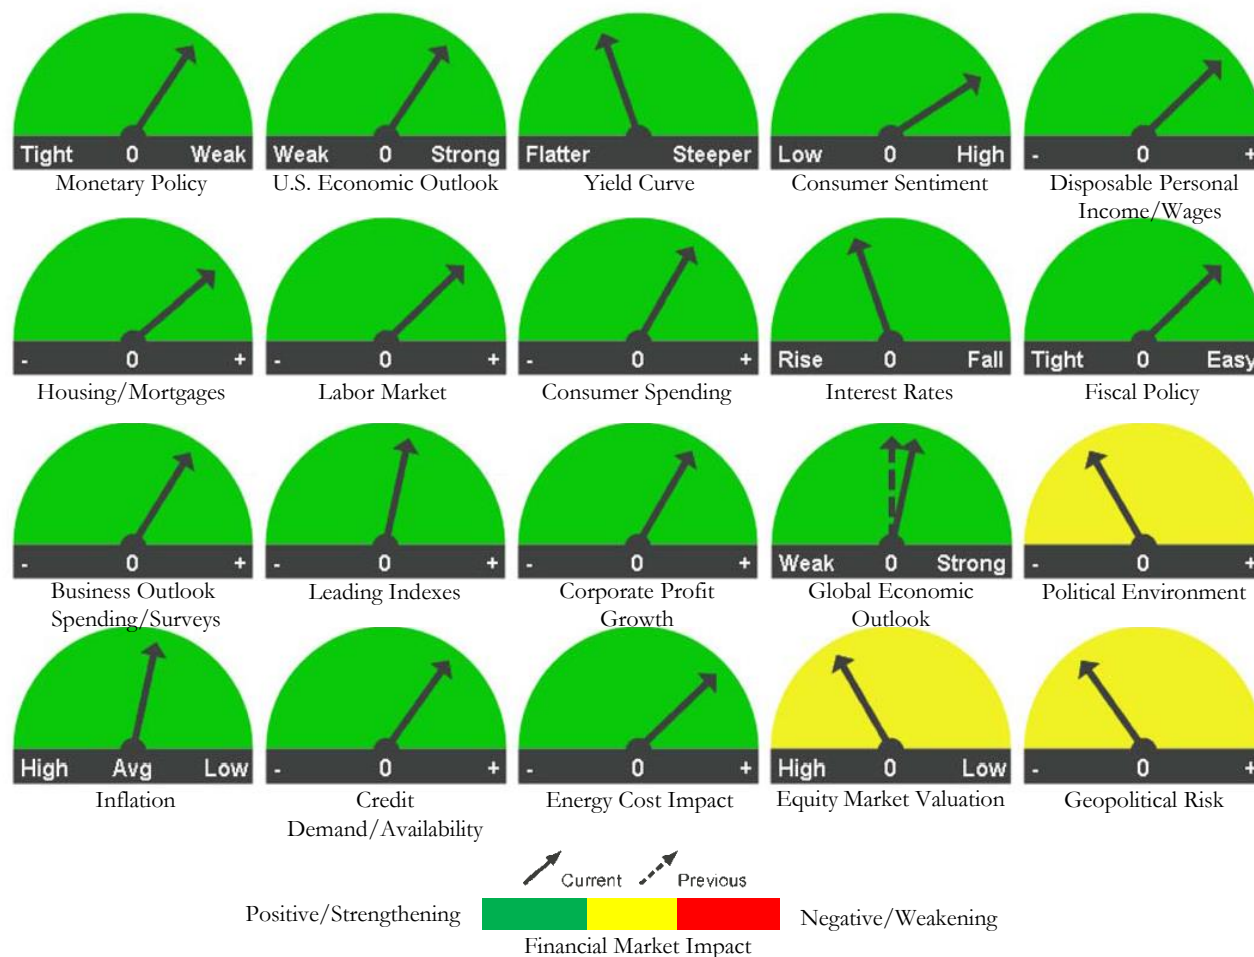 Tight 0 Weak
Monetary Policy
Weak 0 Strong
U.S. Economic Outlook
Flatter Steeper
Yield Curve
Low 0 High
Consumer Sentiment
- 0 +
Disposable Personal
Income/Wages
- 0 +
Housing/Mortgages
- 0 +
Labor Market
- 0 +
Consumer Spending
Rise 0 Fall
Interest Rates
Tight 0 Easy
Fiscal Policy
- 0 +
Business Outlook
Spending/Surveys
- 0 +
Leading Indexes
- 0 +
Corporate Profit
Growth
Weak 0 Strong
Global Economic
Outlook
- 0 +
Political Environment
High Avg Low
Inflation
- 0 +
Credit
Demand/Availability
- 0 +
Energy Cost Impact
High 0 Low
Equity Market Valuation
- 0 +
Geopolitical Risk
Current Previous
Positive/Strengthening Negative/Weakening
Financial Market Impact